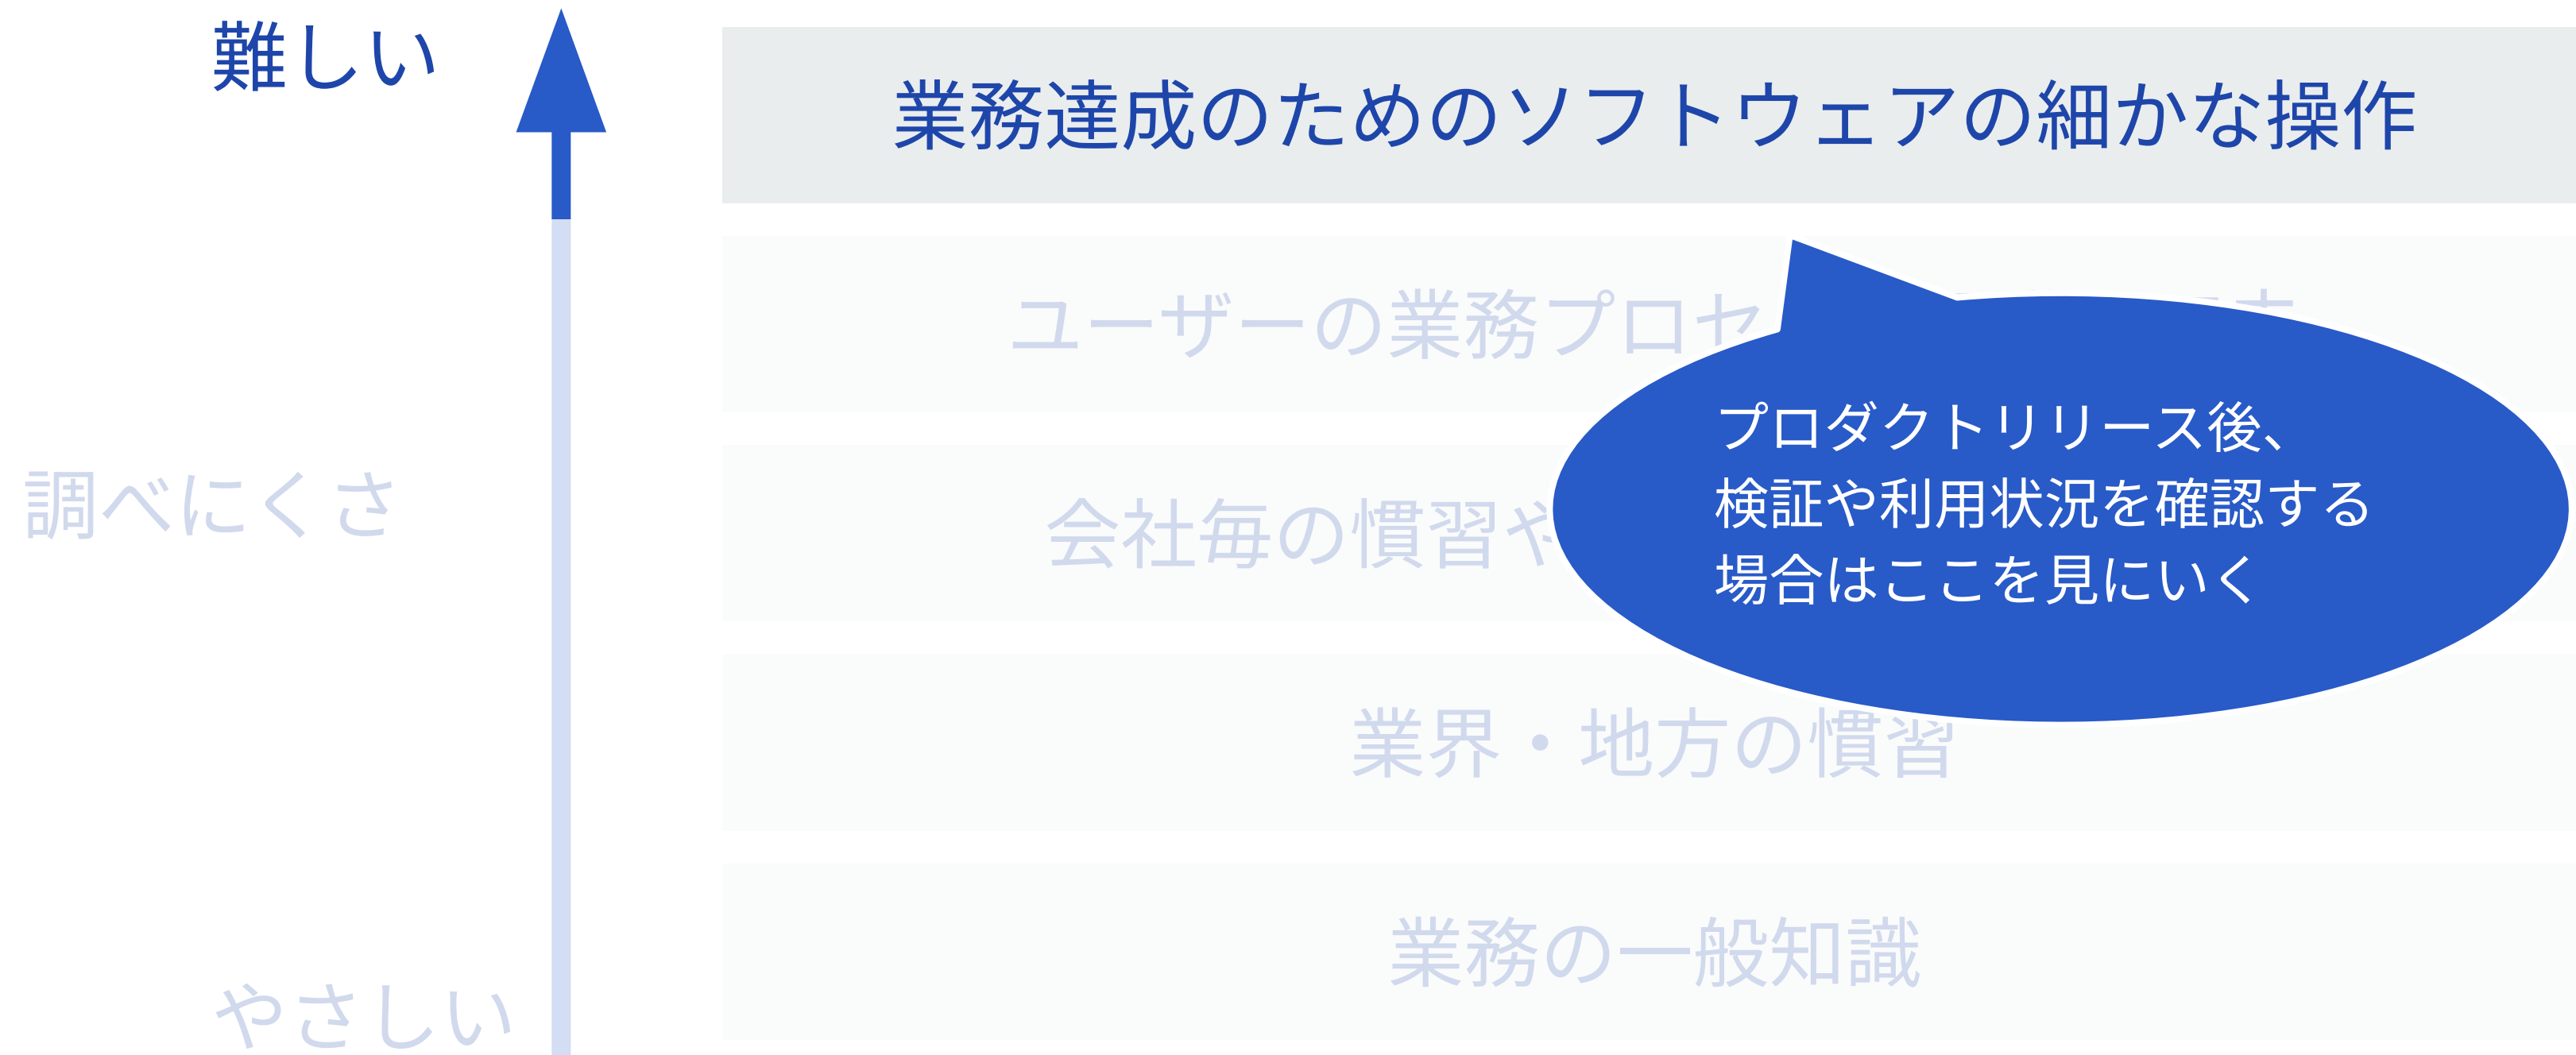 難しい
業務達成のためのソフトウェアの細かな操作
ユーザーの業務プロセ
プロダクトリリース後、
検証や利用状況を確認する
場合はここを見にいく
調べにくさ
会社毎の慣習や
業界・地方の慣習
業務の一般知識
やさしい